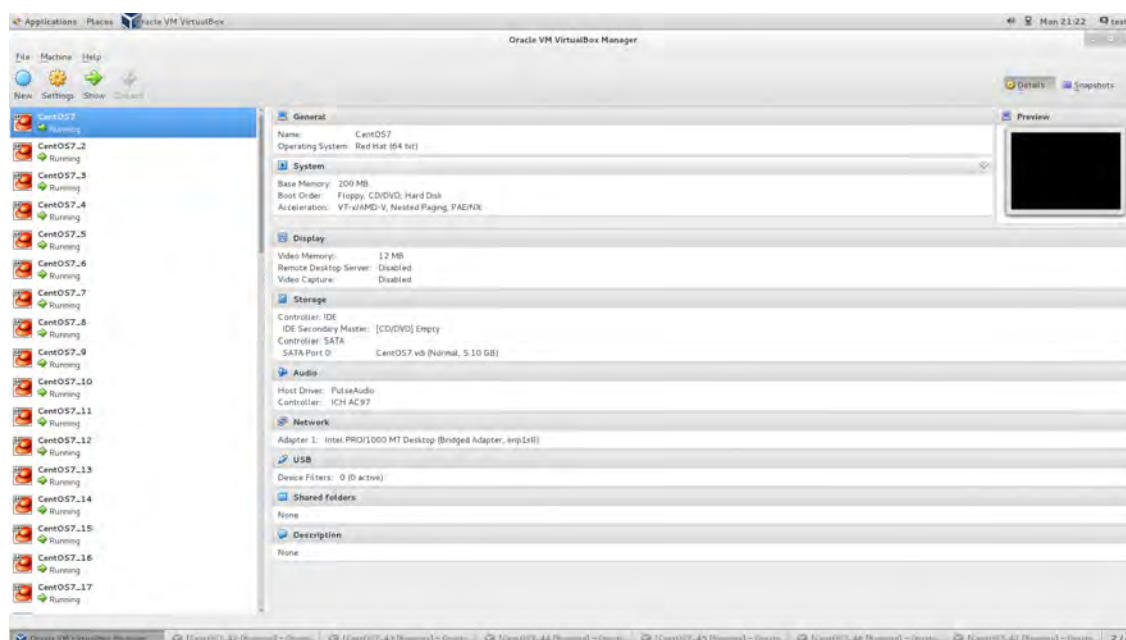 Applications Places Oracle VM VirtualBox Mon 21:22 test
Oracle VM VirtualBox Manager
File Machine Help
New Settings Show Discard Details Snapshots
CentOS7
Running
CentOS7_2
Running
CentOS7_3
Running
CentOS7_4
Running
CentOS7_5
Running
CentOS7_6
Running
CentOS7_7
Running
CentOS7_8
Running
CentOS7_9
Running
CentOS7_10
Running
CentOS7_11
Running
CentOS7_12
Running
CentOS7_13
Running
CentOS7_14
Running
CentOS7_15
Running
CentOS7_16
Running
CentOS7_17
Running
General
Name: CentOS7
Operating System: Red Hat (64 bit)
System
Base Memory: 200 MB
Boot Order: Floppy, CD/DVD, Hard Disk
Acceleration: VT-x/AMD-V, Nested Paging, PAE/NX
Display
Video Memory: 12 MB
Remote Desktop Server: Disabled
Video Capture: Disabled
Storage
Controller: IDE
IDE Secondary Master: [CD/DVD] Empty
Controller: SATA
SATA Port 0: CentOS7.vdi (Normal, 5.10 GB)
Audio
Host Driver: PulseAudio
Controller: ICH AC97
Network
Adapter 1: Intel PRO/1000 MT Desktop (Bridged Adapter, enp1s0)
USB
Device Filters: 0 (0 active)
Shared folders
None
Description
None
Preview
Oracle VM VirtualBox Manager